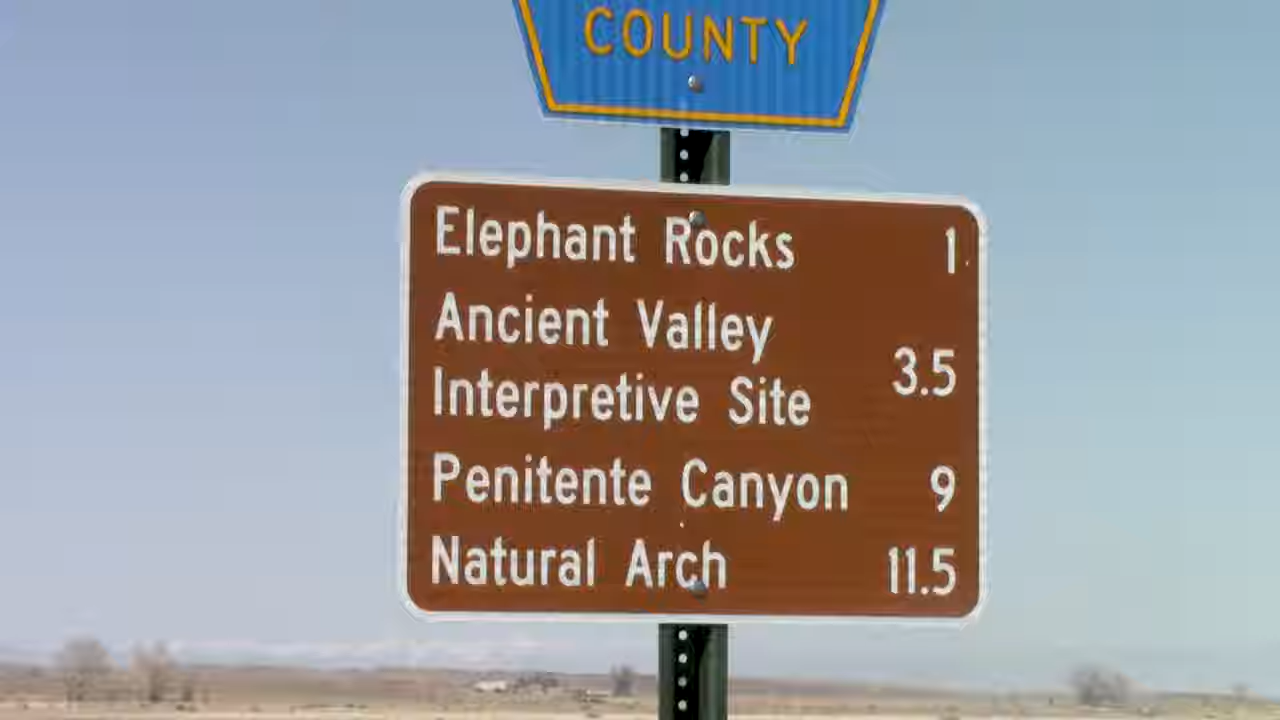 COUNTY
Elephant Rocks 1
Ancient Valley
Interpretive Site 3.5
Penitente Canyon 9
Natural Arch 11.5